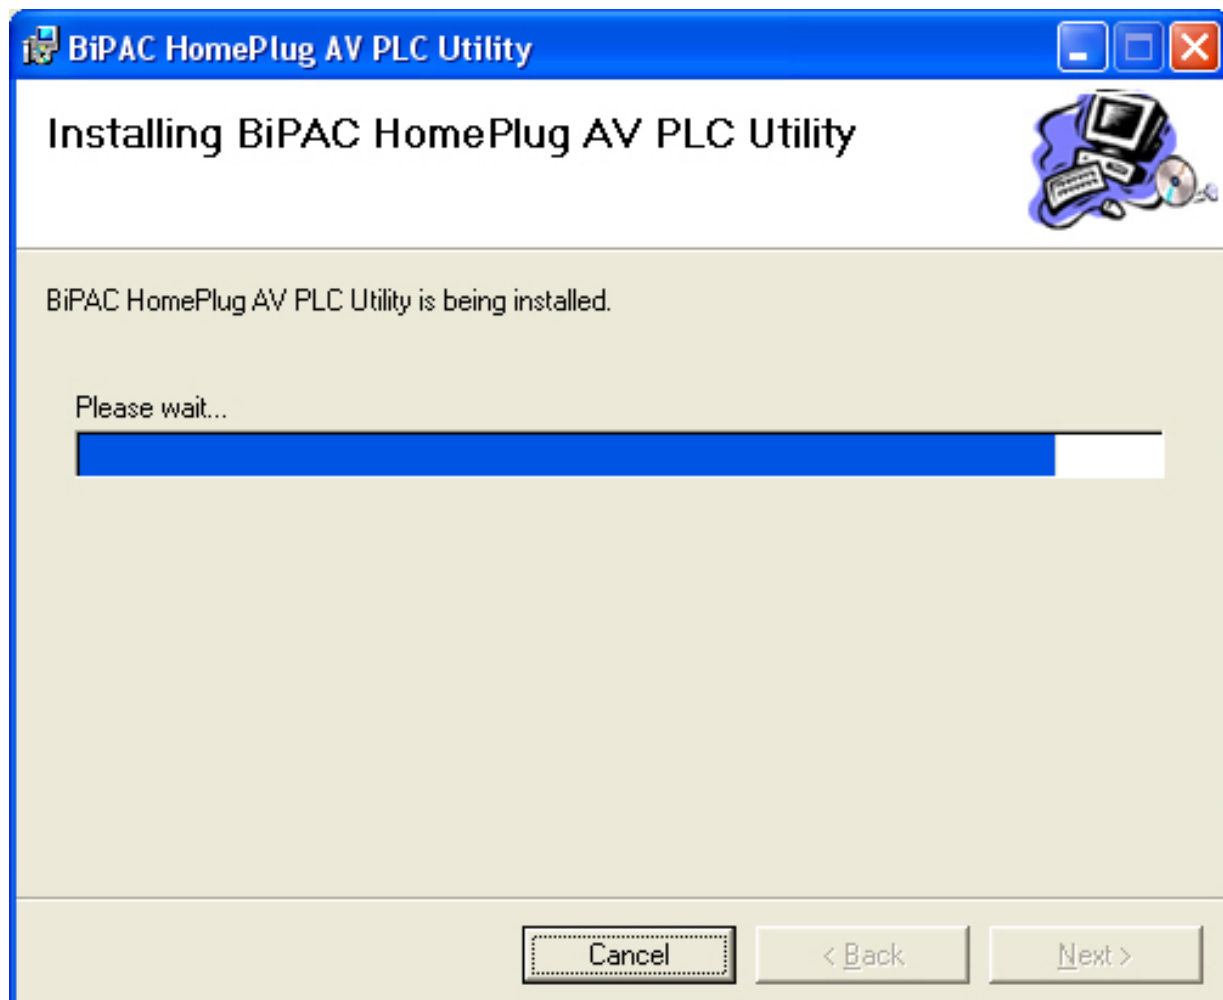 BiPAC HomePlug AV PLC Utility
Installing BiPAC HomePlug AV PLC Utility
BiPAC HomePlug AV PLC Utility is being installed.
Please wait...
Cancel
< Back
Next >